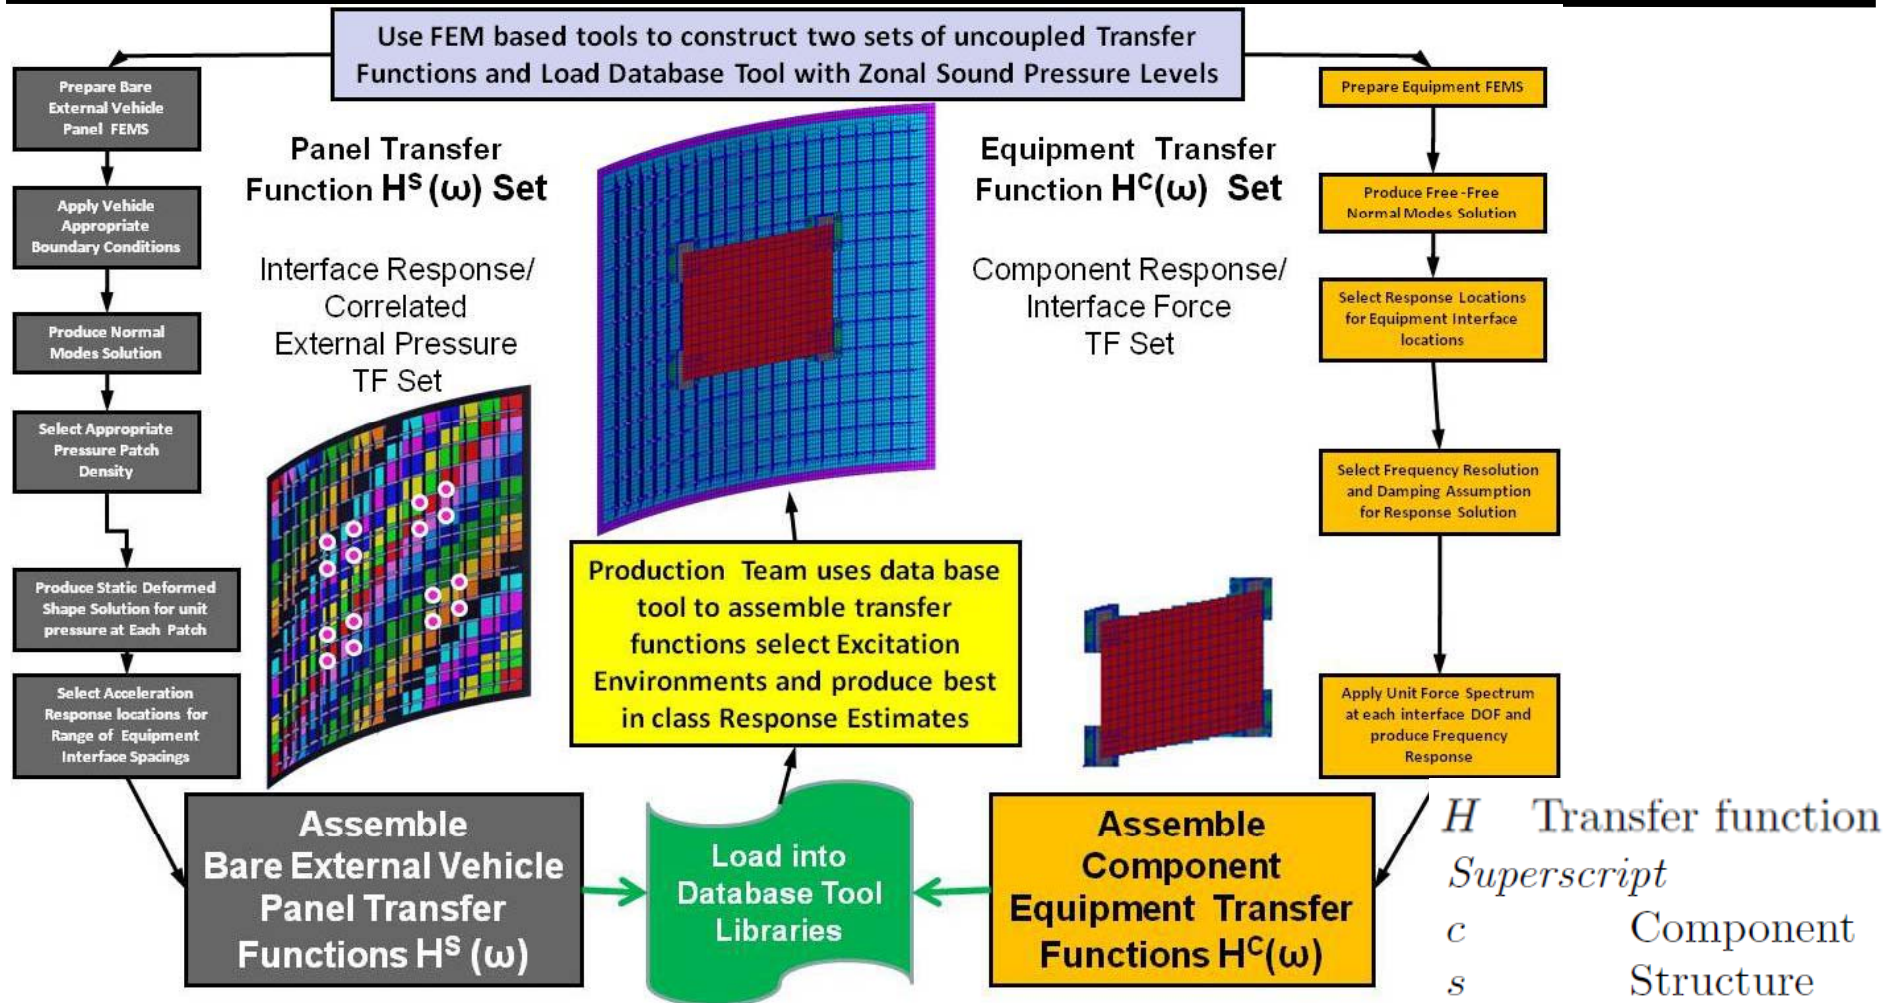 Use FEM based tools to construct two sets of uncoupled Transfer
Functions and Load Database Tool with Zonal Sound Pressure Levels
Prepare Bare
External Vehicle
Panel FEMS
Apply Vehicle
Appropriate
Boundary Conditions
Produce Normal
Modes Solution
Select Appropriate
Pressure Patch
Density
Produce Static Deformed
Shape Solution for unit
pressure at Each Patch
Select Acceleration
Response locations for
Range of Equipment
Interface Spacings
Panel Transfer
Function H^S (ω) Set
Interface Response/
Correlated
External Pressure
TF Set
Equipment Transfer
Function H^C(ω) Set
Component Response/
Interface Force
TF Set
Prepare Equipment FEMS
Produce Free-Free
Normal Modes Solution
Select Response Locations
for Equipment Interface
locations
Select Frequency Resolution
and Damping Assumption
for Response Solution
Apply Unit Force Spectrum
at each interface DOF and
produce Frequency
Response
Production Team uses data base
tool to assemble transfer
functions select Excitation
Environments and produce best
in class Response Estimates
Assemble
Bare External Vehicle
Panel Transfer
Functions H^S (ω)
Load into
Database Tool
Libraries
Assemble
Component
Equipment Transfer
Functions H^C(ω)
H Transfer function
Superscript
c Component
s Structure